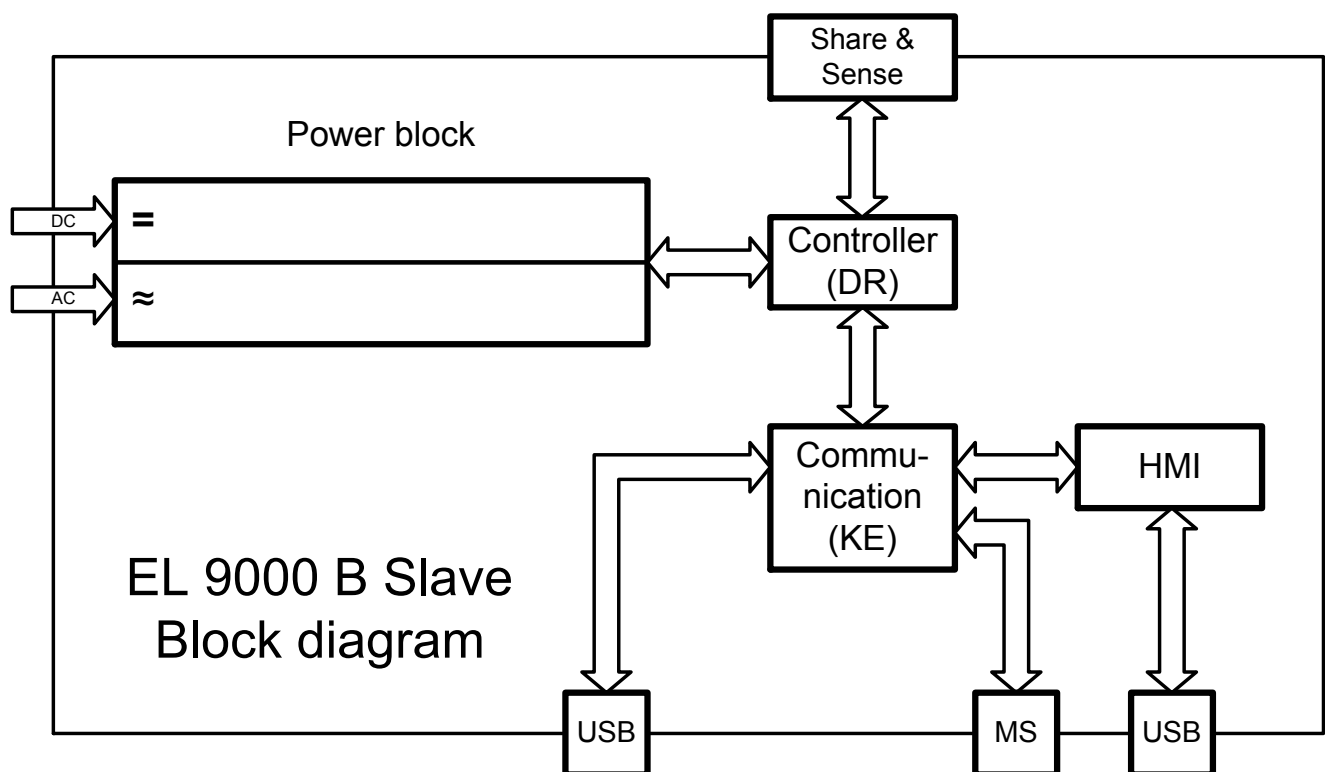 Share &
Sense
Power block
DC
=
Controller
(DR)
AC
≈
Commu-
nication
(KE)
HMI
EL 9000 B Slave
Block diagram
USB
MS
USB